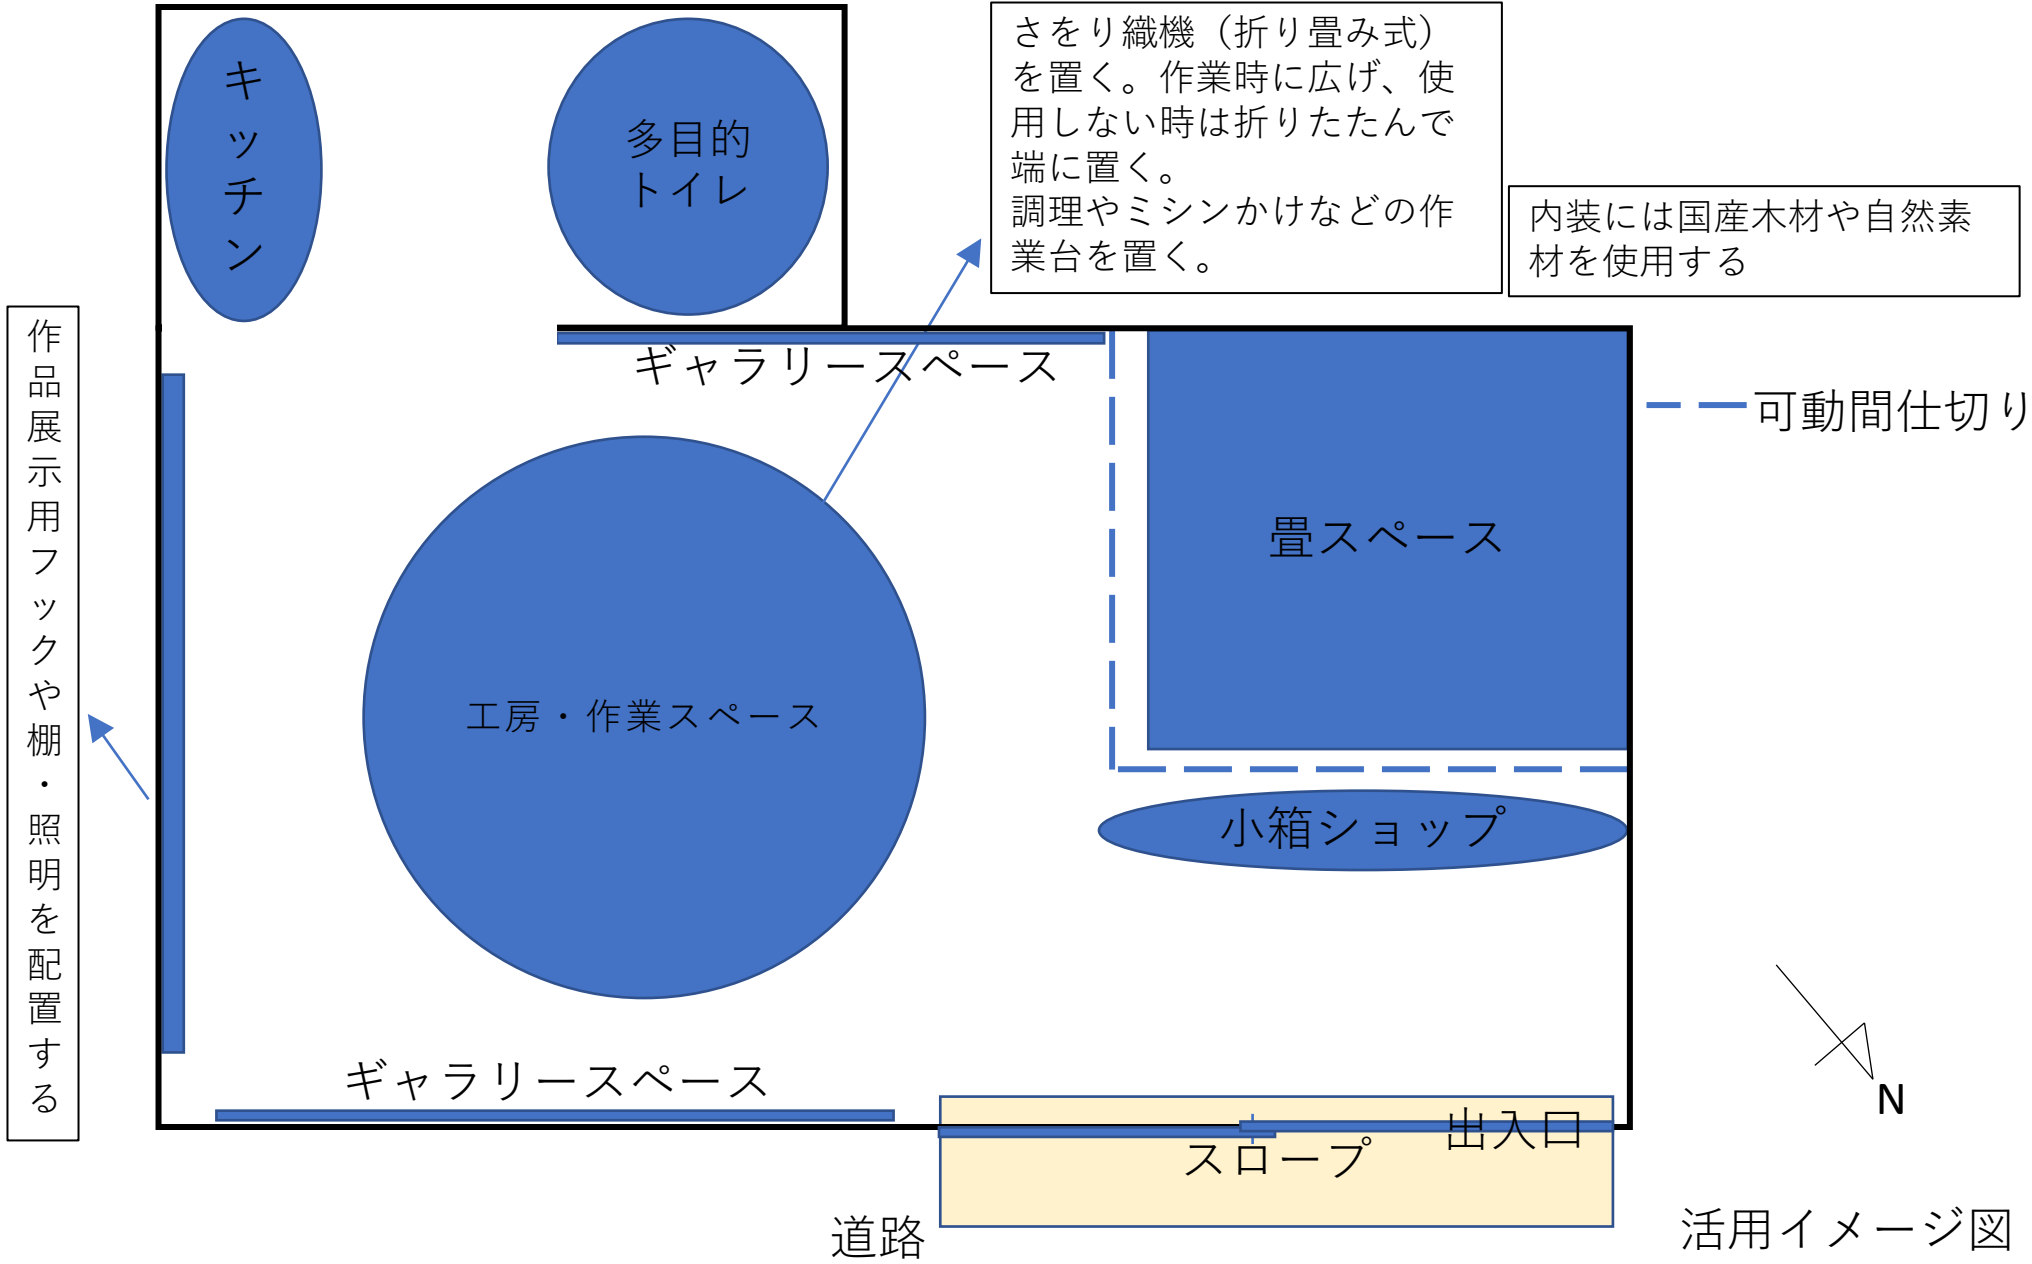 キッチン
多目的
トイレ
さをり織機（折り畳み式）
を置く。作業時に広げ、使
用しない時は折りたたんで
端に置く。
調理やミシンかけなどの作
業台を置く。
内装には国産木材や自然素
材を使用する
作品展示用フックや棚・照明を配置する
ギャラリースペース
可動間仕切り
畳スペース
工房・作業スペース
小箱ショップ
ギャラリースペース
出入口
スロープ
N
道路
活用イメージ図